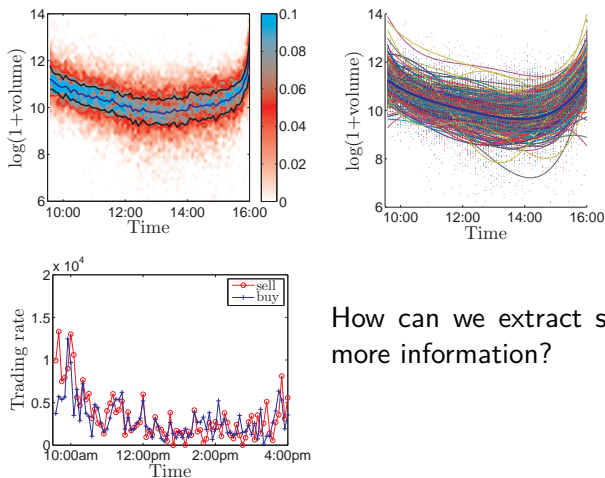 14
12
10
8
6
10:00
12:00
14:00
16:00
Time
log(1+volume)
0.1
0.08
0.06
0.04
0.02
0
14
12
10
8
6
10:00
12:00
14:00
16:00
Time
log(1+volume)
2
x 10^4
1.5
1
0.5
0
10:00am
12:00pm
2:00pm
4:00pm
Time
Trading rate
sell
buy
How can we extract s
more information?